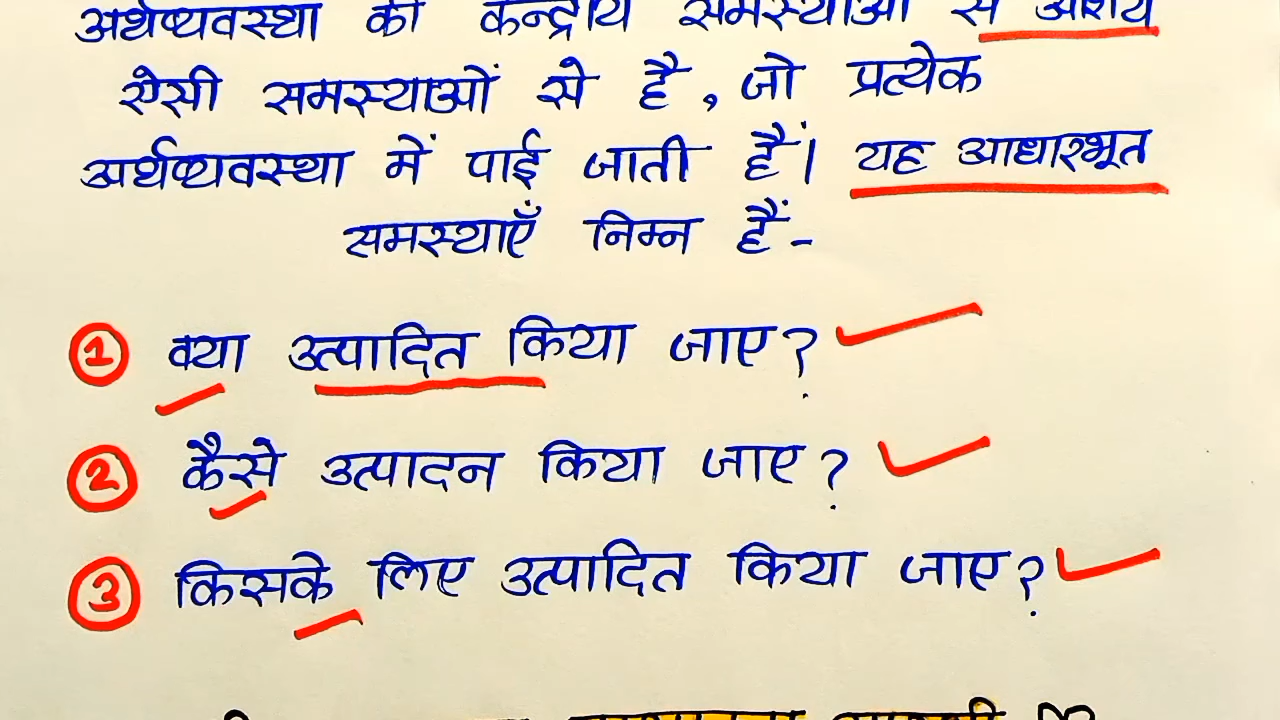 अर्थव्यवस्था की केन्द्रीय समस्याओं से आशय
ऐसी समस्याओं से है, जो प्रत्येक
अर्थव्यवस्था में पाई जाती हैं। यह आधारभूत
समस्याएँ निम्न हैं-
① क्या उत्पादित किया जाए?
② कैसे उत्पादन किया जाए?
③ किसके लिए उत्पादित किया जाए?